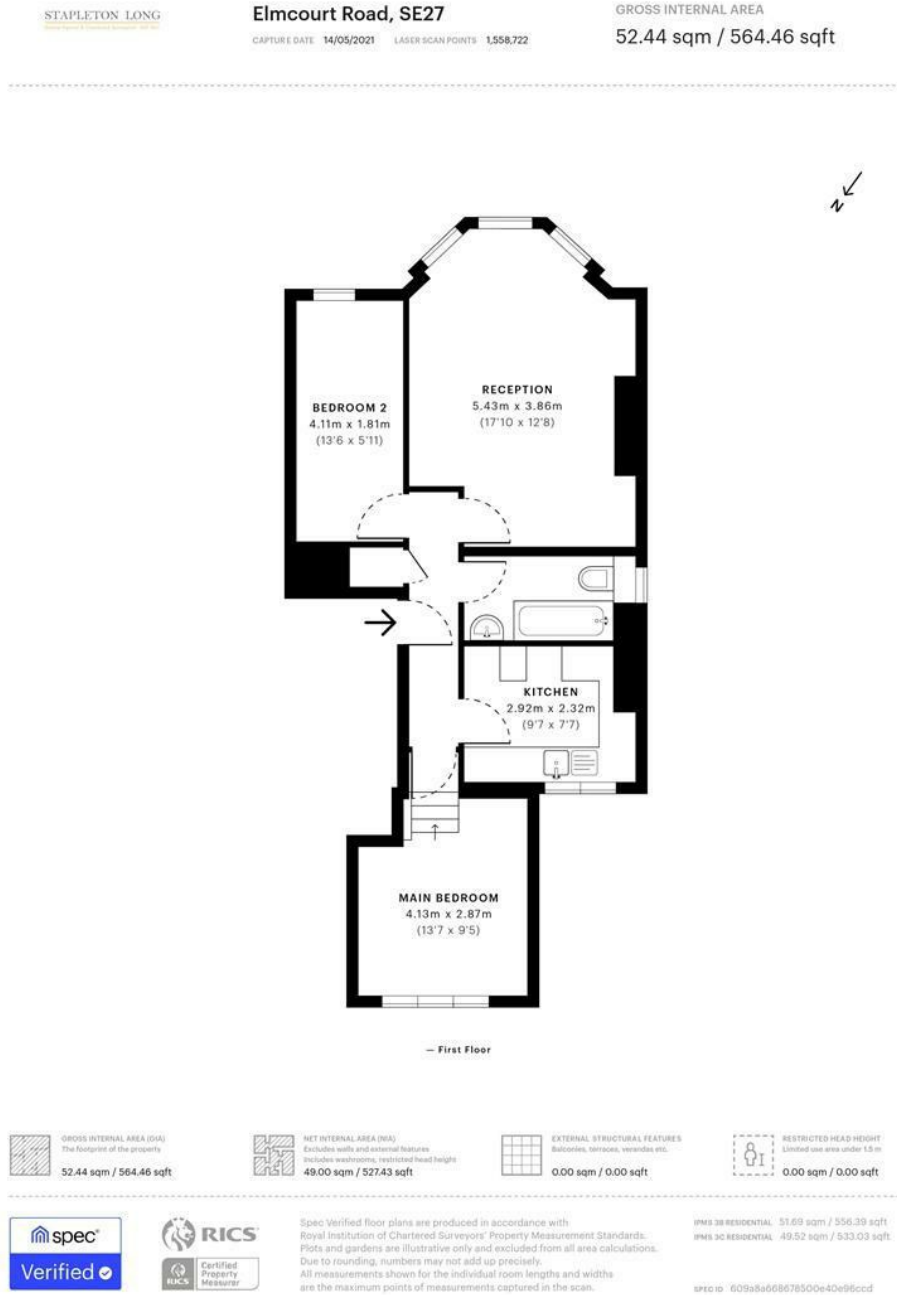 STAPLETON LONG
Elmcourt Road, SE27
CAPTURE DATE 14/05/2021 LASER SCAN POINTS 1,558,722
GROSS INTERNAL AREA
52.44 sqm / 564.46 sqft
N
RECEPTION
5.43m x 3.86m
(17'10 x 12'8)
BEDROOM 2
4.11m x 1.81m
(13'6 x 5'11)
KITCHEN
2.92m x 2.32m
(9'7 x 7'7)
MAIN BEDROOM
4.13m x 2.87m
(13'7 x 9'5)
— First Floor
GROSS INTERNAL AREA (GIA)
The footprint of the property
52.44 sqm / 564.46 sqft
NET INTERNAL AREA (NIA)
Excludes walls and external features
Includes washrooms, restricted head height
49.00 sqm / 527.43 sqft
EXTERNAL STRUCTURAL FEATURES
Balconies, terraces, verandas etc.
0.00 sqm / 0.00 sqft
RESTRICTED HEAD HEIGHT
Limited use area under 1.5 m
0.00 sqm / 0.00 sqft
spec
Verified
RICS
RICS
Certified
Property
Measurer
Spec Verified floor plans are produced in accordance with
Royal Institution of Chartered Surveyors' Property Measurement Standards.
Plots and gardens are illustrative only and excluded from all area calculations.
Due to rounding, numbers may not add up precisely.
All measurements shown for the individual room lengths and widths
are the maximum points of measurements captured in the scan.
IPMS 3B RESIDENTIAL 51.69 sqm / 556.39 sqft
IPMS 3C RESIDENTIAL 49.52 sqm / 533.03 sqft
SPEC ID 609a8a668678500e40e96ccd